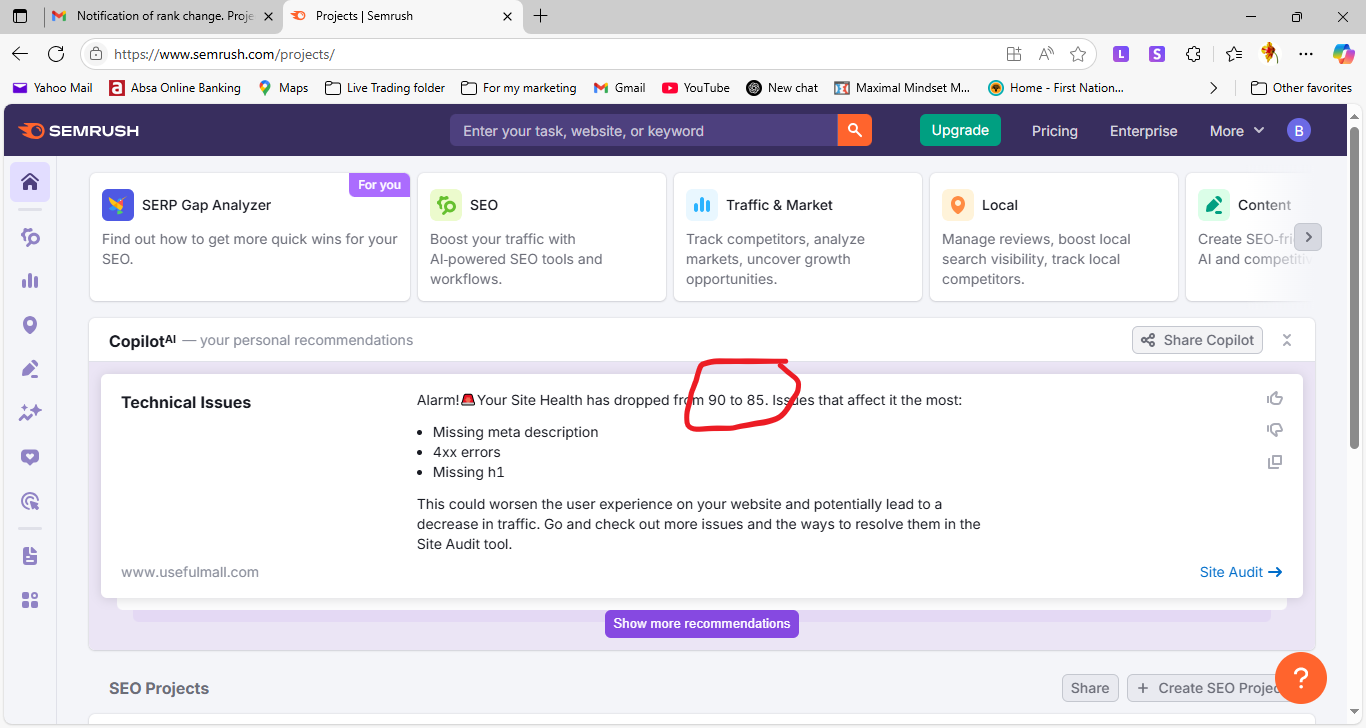 Notification of rank change. Proje
Projects | Semrush
https://www.semrush.com/projects/
Yahoo Mail
Absa Online Banking
Maps
Live Trading folder
For my marketing
Gmail
YouTube
New chat
Maximal Mindset M...
Home - First Nation...
Other favorites
SEMRUSH
Enter your task, website, or keyword
Upgrade
Pricing
Enterprise
More
B
For you
SERP Gap Analyzer
Find out how to get more quick wins for your
SEO.
SEO
Boost your traffic with
AI-powered SEO tools and
workflows.
Traffic & Market
Track competitors, analyze
markets, uncover growth
opportunities.
Local
Manage reviews, boost local
search visibility, track local
competitors.
Content
Create SEO-fri
AI and competitiv
Copilot AI — your personal recommendations
Share Copilot
Technical Issues
Alarm!🚨Your Site Health has dropped from 90 to 85. Issues that affect it the most:
• Missing meta description
• 4xx errors
• Missing h1
This could worsen the user experience on your website and potentially lead to a
decrease in traffic. Go and check out more issues and the ways to resolve them in the
Site Audit tool.
www.usefulmall.com
Site Audit →
Show more recommendations
SEO Projects
Share
+ Create SEO Projec
?